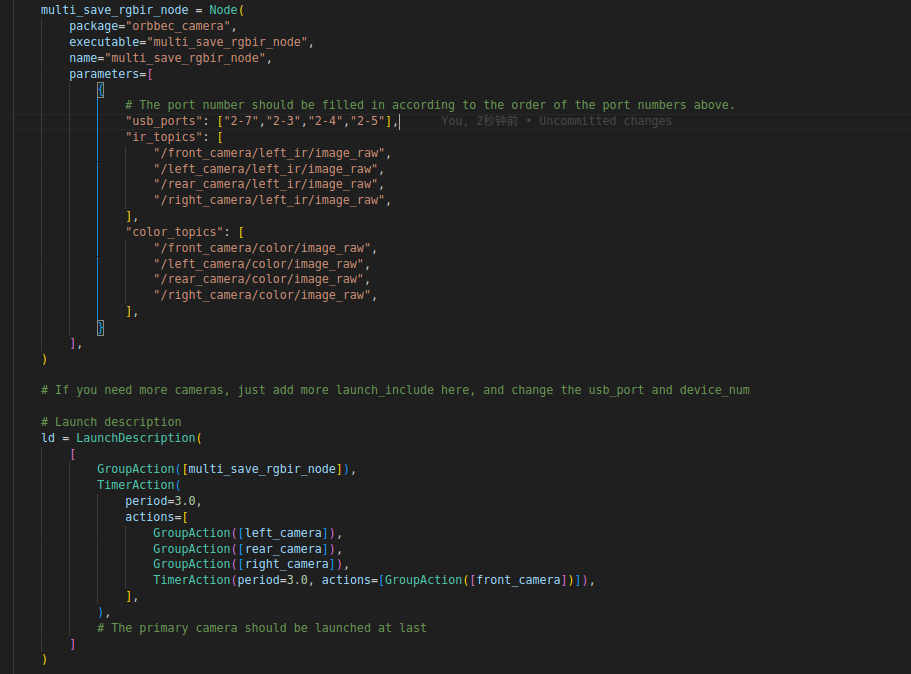 multi_save_rgbir_node = Node(
    package="orbbec_camera",
    executable="multi_save_rgbir_node",
    name="multi_save_rgbir_node",
    parameters=[
        {
            # The port number should be filled in according to the order of the port numbers above.
            "usb_ports": ["2-7","2-3","2-4","2-5"],    You, 2秒钟前 • Uncommitted changes
            "ir_topics": [
                "/front_camera/left_ir/image_raw",
                "/left_camera/left_ir/image_raw",
                "/rear_camera/left_ir/image_raw",
                "/right_camera/left_ir/image_raw",
            ],
            "color_topics": [
                "/front_camera/color/image_raw",
                "/left_camera/color/image_raw",
                "/rear_camera/color/image_raw",
                "/right_camera/color/image_raw",
            ],
        }
    ],
)
# If you need more cameras, just add more launch_include here, and change the usb_port and device_num
# Launch description
ld = LaunchDescription(
    [
        GroupAction([multi_save_rgbir_node]),
        TimerAction(
            period=3.0,
            actions=[
                GroupAction([left_camera]),
                GroupAction([rear_camera]),
                GroupAction([right_camera]),
                TimerAction(period=3.0, actions=[GroupAction([front_camera])]),
            ],
        ),
        # The primary camera should be launched at last
    ]
)